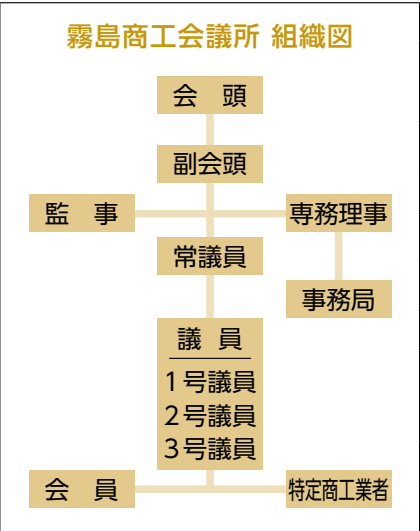 霧島商工会議所 組織図
会　頭
副会頭
監　事
専務理事
常議員
事務局
議　員
1号議員
2号議員
3号議員
会　員
特定商工業者